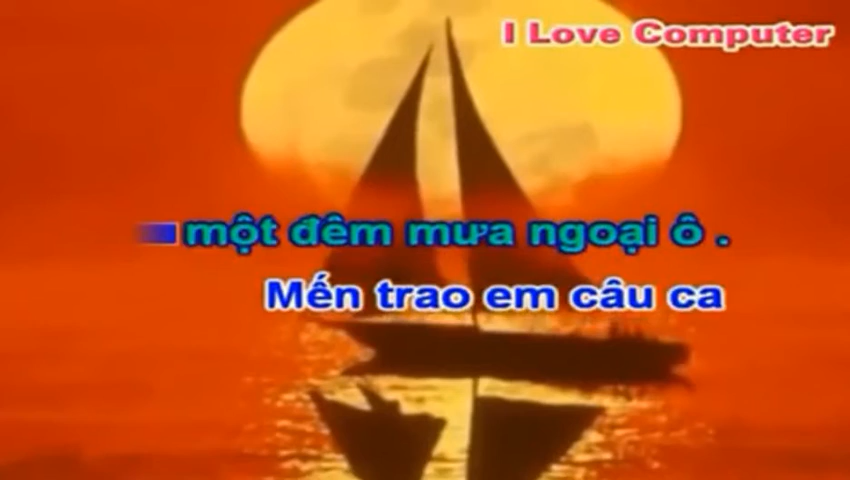 I Love Computer
một đêm mưa ngoại ô .
Mến trao em câu ca